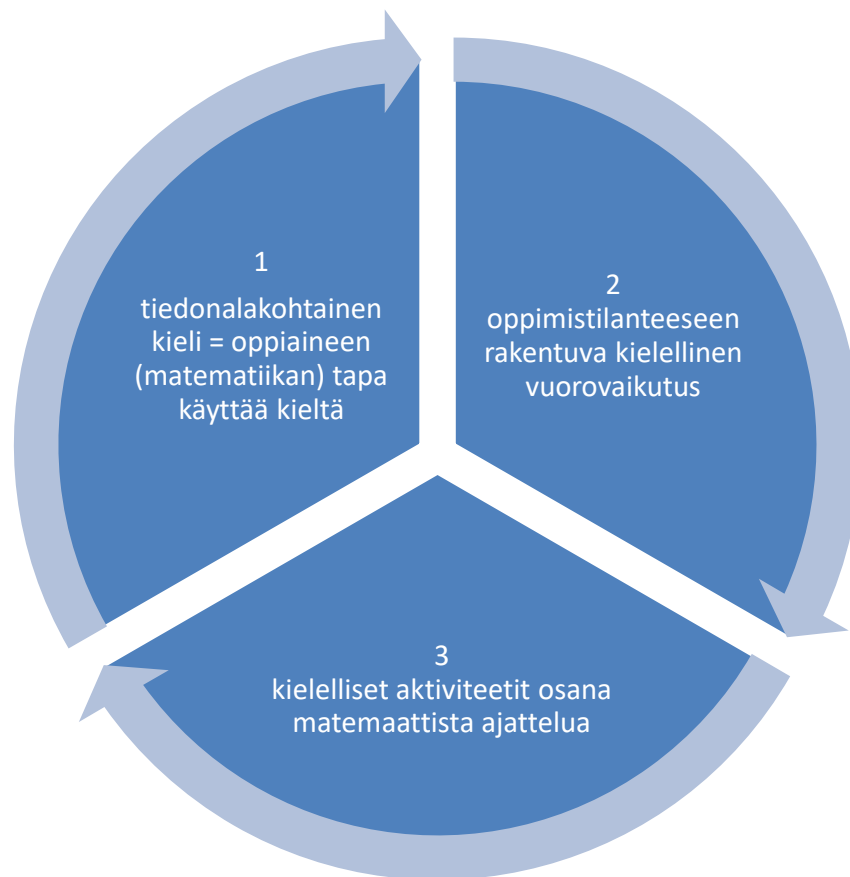 1
tiedonalakohtainen
kieli = oppiaineen
(matematiikan) tapa
käyttää kieltä
2
oppimistilanteeseen
rakentuva kielellinen
vuorovaikutus
3
kielelliset aktiviteetit osana
matemaattista ajattelua